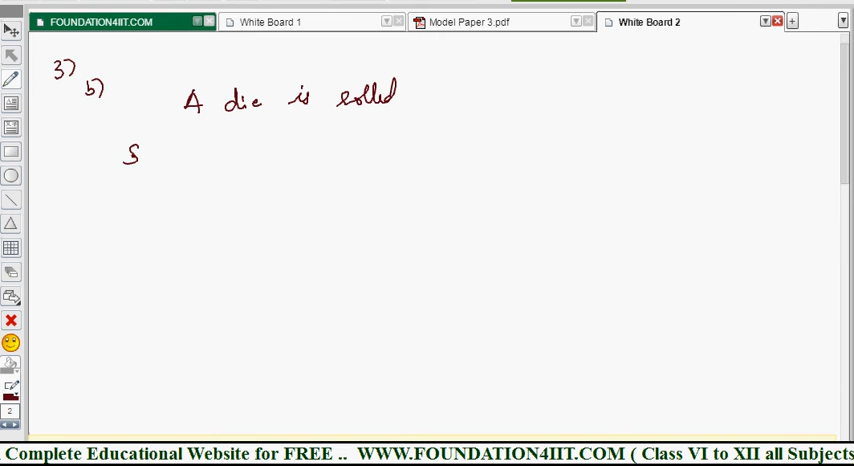 FOUNDATION4IIT.COM White Board 1 Model Paper 3.pdf White Board 2
3)
b) A die is rolled
S
2
Complete Educational Website for FREE .. WWW.FOUNDATION4IIT.COM ( Class VI to XII all Subjects